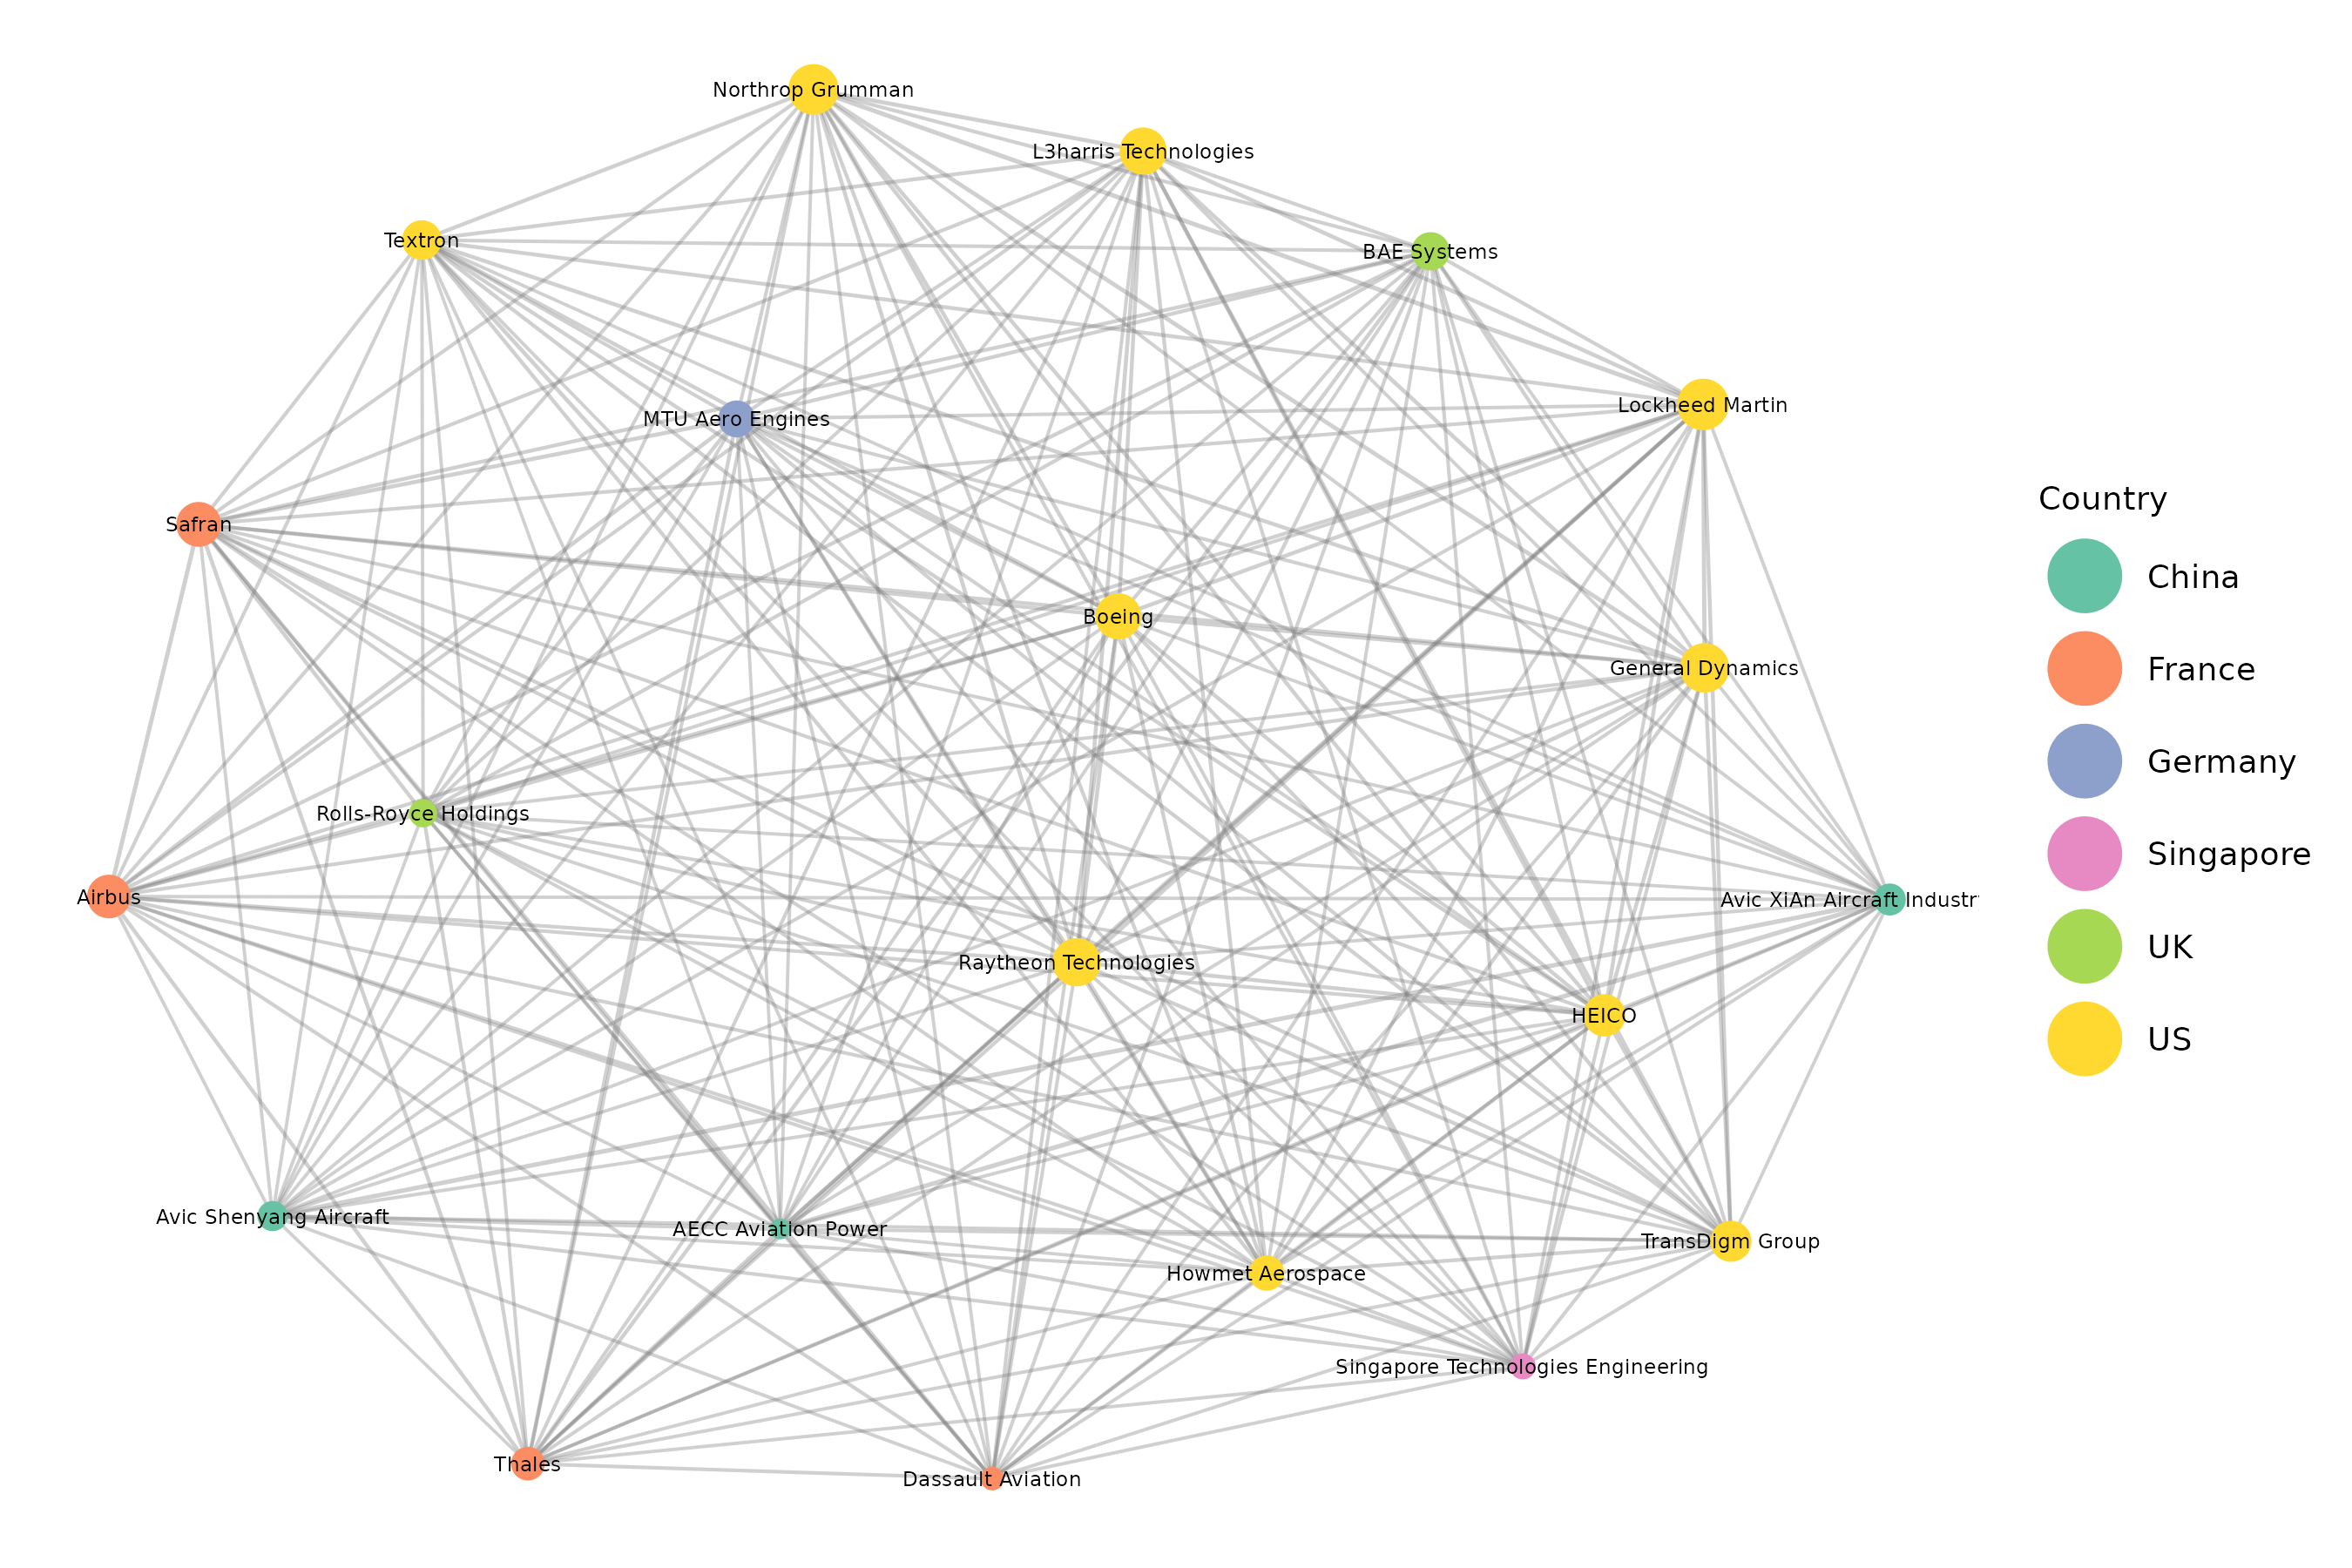 Northrop Grumman
L3harris Technologies
Textron
BAE Systems
Lockheed Martin
MTU Aero Engines
Safran
Boeing
General Dynamics
Rolls-Royce Holdings
Airbus
Avic XiAn Aircraft Industr
Raytheon Technologies
HEICO
Avic Shenyang Aircraft
AECC Aviation Power
TransDigm Group
Howmet Aerospace
Singapore Technologies Engineering
Thales
Dassault Aviation
Country
China
France
Germany
Singapore
UK
US